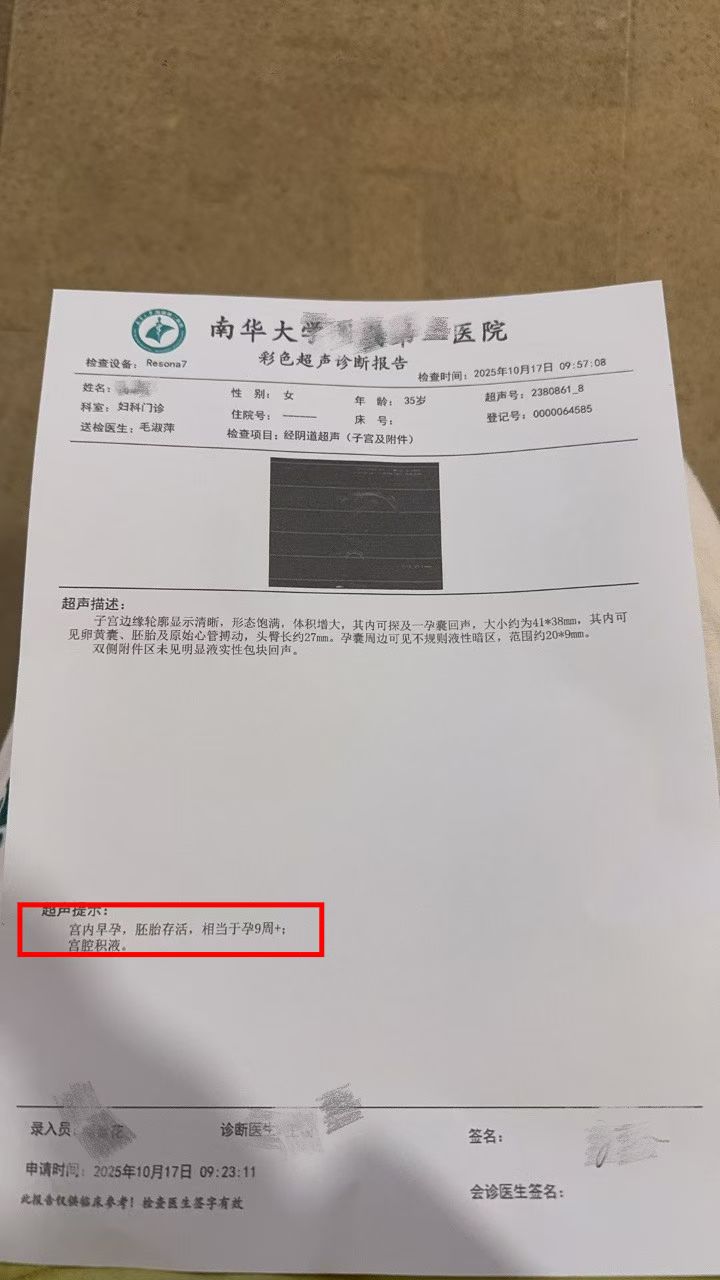 南华大学 医院
彩色超声诊断报告
检查设备: Resona7
检查时间: 2025年10月17日 09:57:08
姓名:
性 别: 女
年 龄: 35岁
超声号: 2380861_8
科室: 妇科门诊
住院号: ——————
床 号:
登记号: 0000064585
送检医生: 毛淑萍
检查项目: 经阴道超声（子宫及附件）
超声描述:
子宫边缘轮廓显示清晰, 形态饱满, 体积增大, 其内可探及一孕囊回声, 大小约为41*38mm, 其内可
见卵黄囊、胚胎及原始心管搏动, 头臀长约27mm。孕囊周边可见不规则液性暗区, 范围约20*9mm。
双侧附件区未见明显液实性包块回声。
超声提示:
宫内早孕, 胚胎存活, 相当于孕9周+;
宫腔积液。
录入员: 花
诊断医生
签名:
申请时间: 2025年10月17日 09:23:11
会诊医生签名:
此报告仅供临床参考! 检查医生签字有效